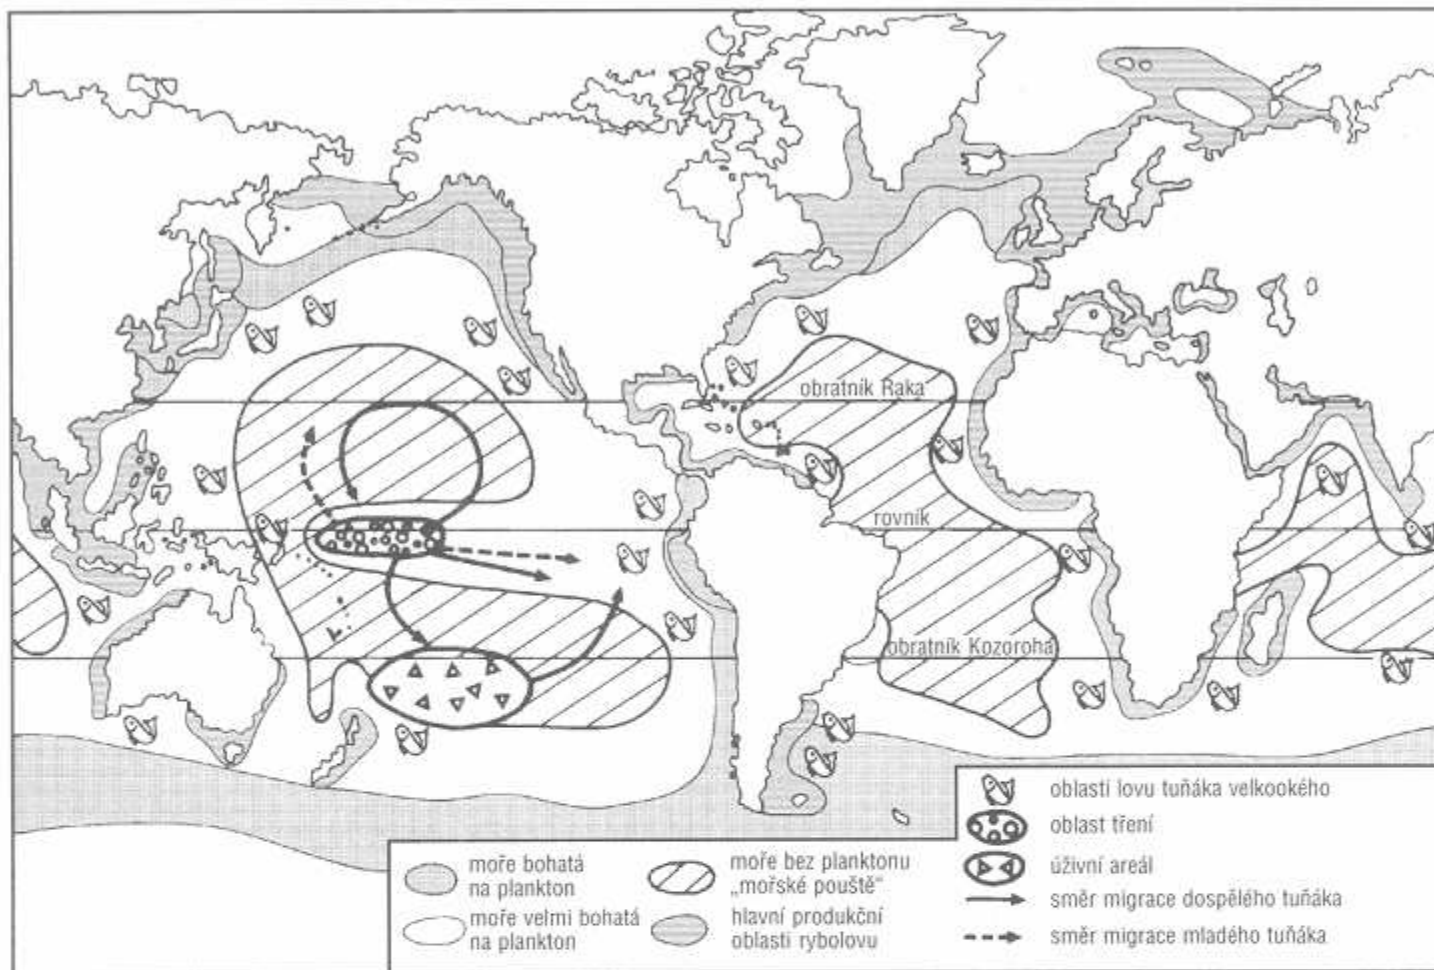 obratník Raka
rovník
obratník Kozoroha
moře bohatá
na plankton
moře velmi bohatá
na plankton
moře bez planktonu
„mořské pouště“
hlavní produkční
oblasti rybolovu
oblasti lovu tuňáka velkookého
oblast tření
úživní areál
směr migrace dospělého tuňáka
směr migrace mladého tuňáka